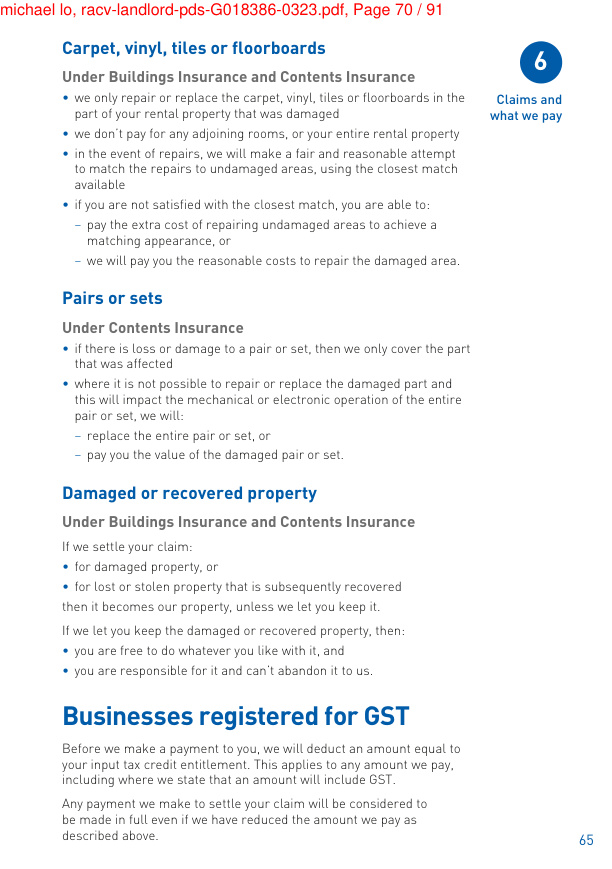 michael lo, racv-landlord-pds-G018386-0323.pdf, Page 70 / 91
6
Claims and
what we pay
Carpet, vinyl, tiles or floorboards
Under Buildings Insurance and Contents Insurance
• we only repair or replace the carpet, vinyl, tiles or floorboards in the
part of your rental property that was damaged
• we don't pay for any adjoining rooms, or your entire rental property
• in the event of repairs, we will make a fair and reasonable attempt
to match the repairs to undamaged areas, using the closest match
available
• if you are not satisfied with the closest match, you are able to:
– pay the extra cost of repairing undamaged areas to achieve a
matching appearance, or
– we will pay you the reasonable costs to repair the damaged area.
Pairs or sets
Under Contents Insurance
• if there is loss or damage to a pair or set, then we only cover the part
that was affected
• where it is not possible to repair or replace the damaged part and
this will impact the mechanical or electronic operation of the entire
pair or set, we will:
– replace the entire pair or set, or
– pay you the value of the damaged pair or set.
Damaged or recovered property
Under Buildings Insurance and Contents Insurance
If we settle your claim:
• for damaged property, or
• for lost or stolen property that is subsequently recovered
then it becomes our property, unless we let you keep it.
If we let you keep the damaged or recovered property, then:
• you are free to do whatever you like with it, and
• you are responsible for it and can't abandon it to us.
Businesses registered for GST
Before we make a payment to you, we will deduct an amount equal to
your input tax credit entitlement. This applies to any amount we pay,
including where we state that an amount will include GST.
Any payment we make to settle your claim will be considered to
be made in full even if we have reduced the amount we pay as
described above.
65